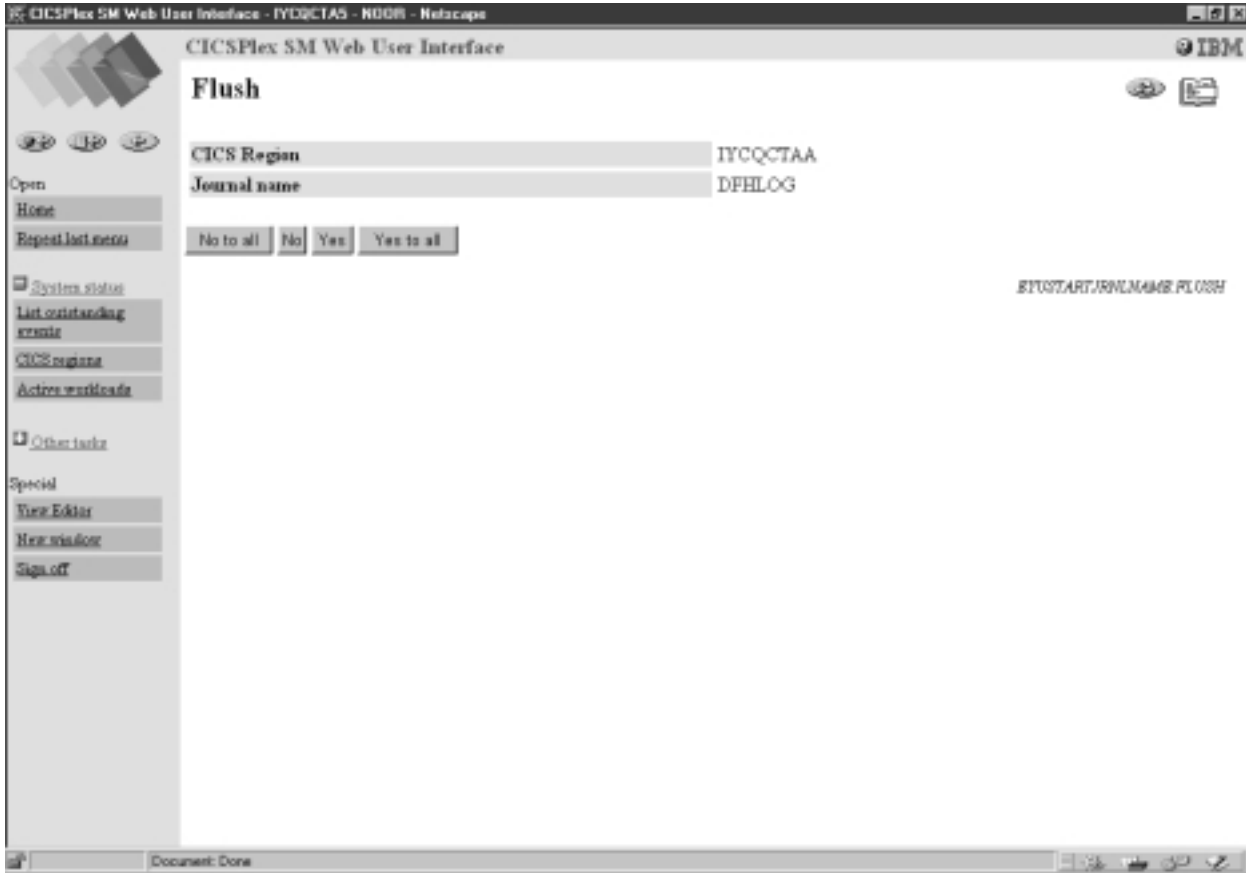 CICSPlex SM Web User Interface - IYCQCTA5 - NOOR - Netscape
CICSPlex SM Web User Interface
IBM
Flush
CICS Region IYCQCTAA
Journal name DFHLOG
No to all No Yes Yes to all
EYUSTARTJRNLNAME.FLUSH
Open
Home
Repeat last menu
System status
List outstanding
events
CICS regions
Active workloads
Other tasks
Special
View Editor
New window
Sign off
Document: Done